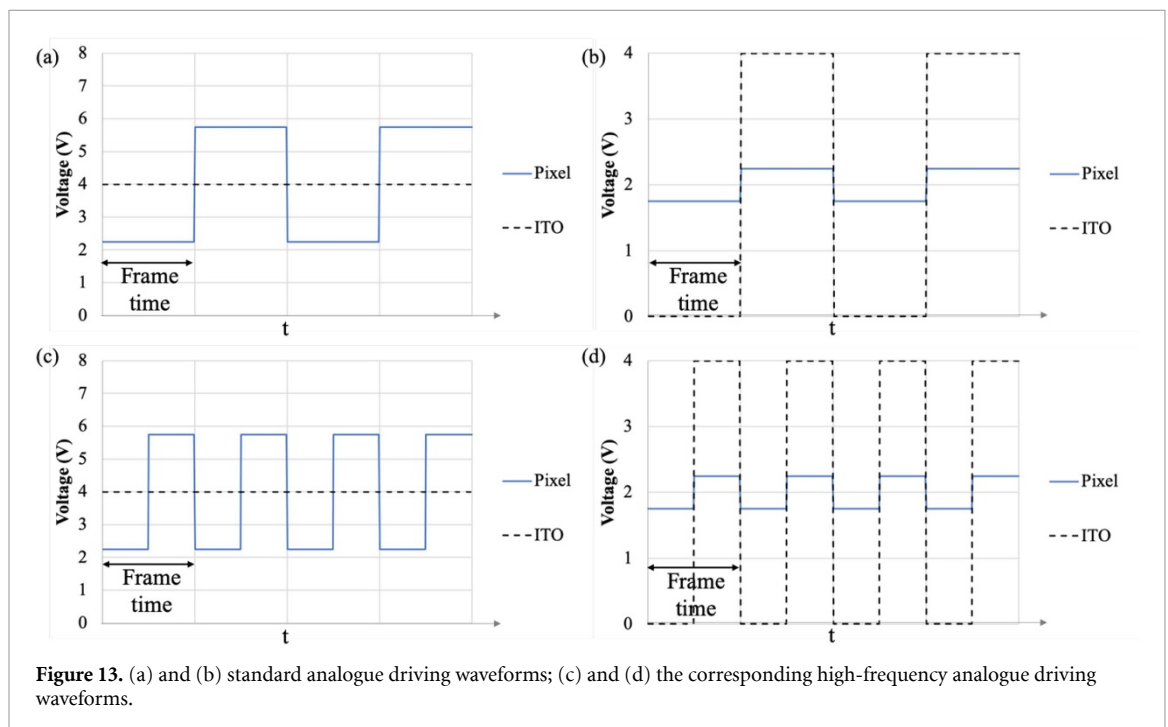 (a)
8
7
6
5
4
3
2
1
0
Voltage (V)
Frame
time
t
Pixel
ITO
(b)
4
3
2
1
0
Voltage (V)
Frame
time
t
Pixel
ITO
(c)
8
7
6
5
4
3
2
1
0
Voltage (V)
Frame
time
t
Pixel
ITO
(d)
4
3
2
1
0
Voltage (V)
Frame
time
t
Pixel
ITO
Figure 13. (a) and (b) standard analogue driving waveforms; (c) and (d) the corresponding high-frequency analogue driving
waveforms.